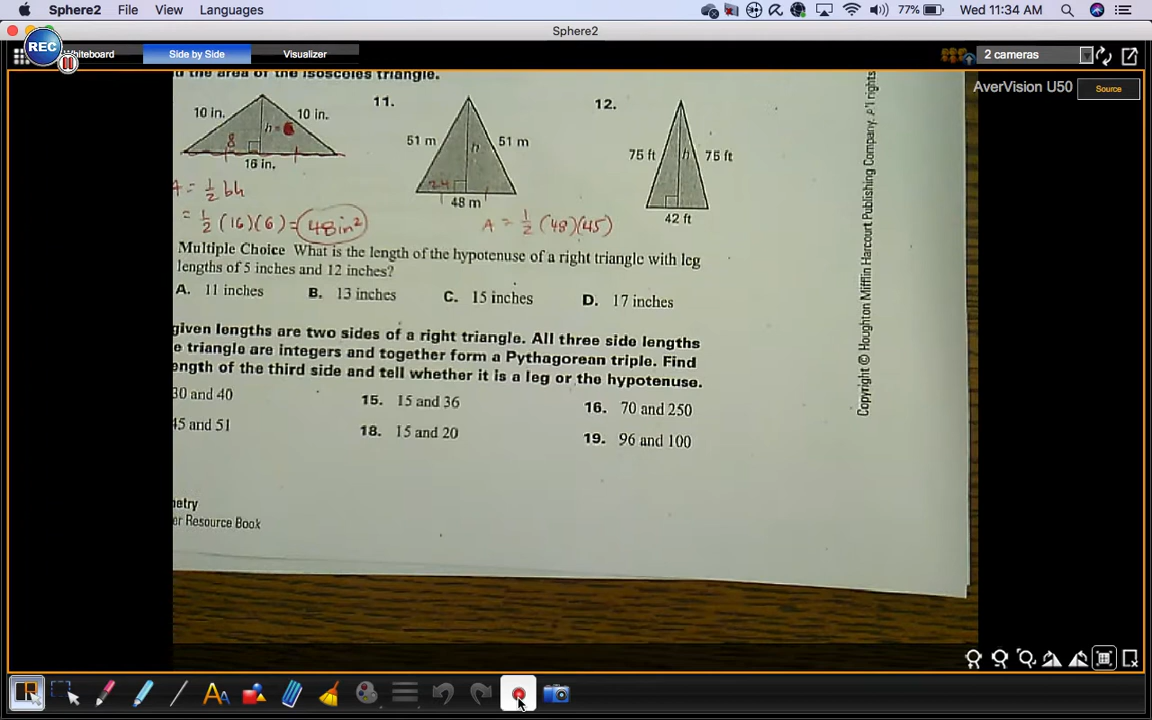 Sphere2 File View Languages 77% Wed 11:34 AM
Sphere2
REC
Whiteboard Side by Side Visualizer 2 cameras
AverVision U50 Source
d the area of the isosceles triangle.
10 in. 10 in. h = 6 8 16 in.
11. 51 m h 51 m 24 48 m
12. 75 ft h 75 ft 42 ft
A = 1/2 bh
= 1/2 (16)(6) = 48in²
A = 1/2 (48)(45)
Multiple Choice What is the length of the hypotenuse of a right triangle with leg
lengths of 5 inches and 12 inches?
A. 11 inches B. 13 inches C. 15 inches D. 17 inches
given lengths are two sides of a right triangle. All three side lengths
e triangle are integers and together form a Pythagorean triple. Find
ength of the third side and tell whether it is a leg or the hypotenuse.
30 and 40 15. 15 and 36 16. 70 and 250
45 and 51 18. 15 and 20 19. 96 and 100
netry
er Resource Book
Copyright © Houghton Mifflin Harcourt Publishing Company. All rights